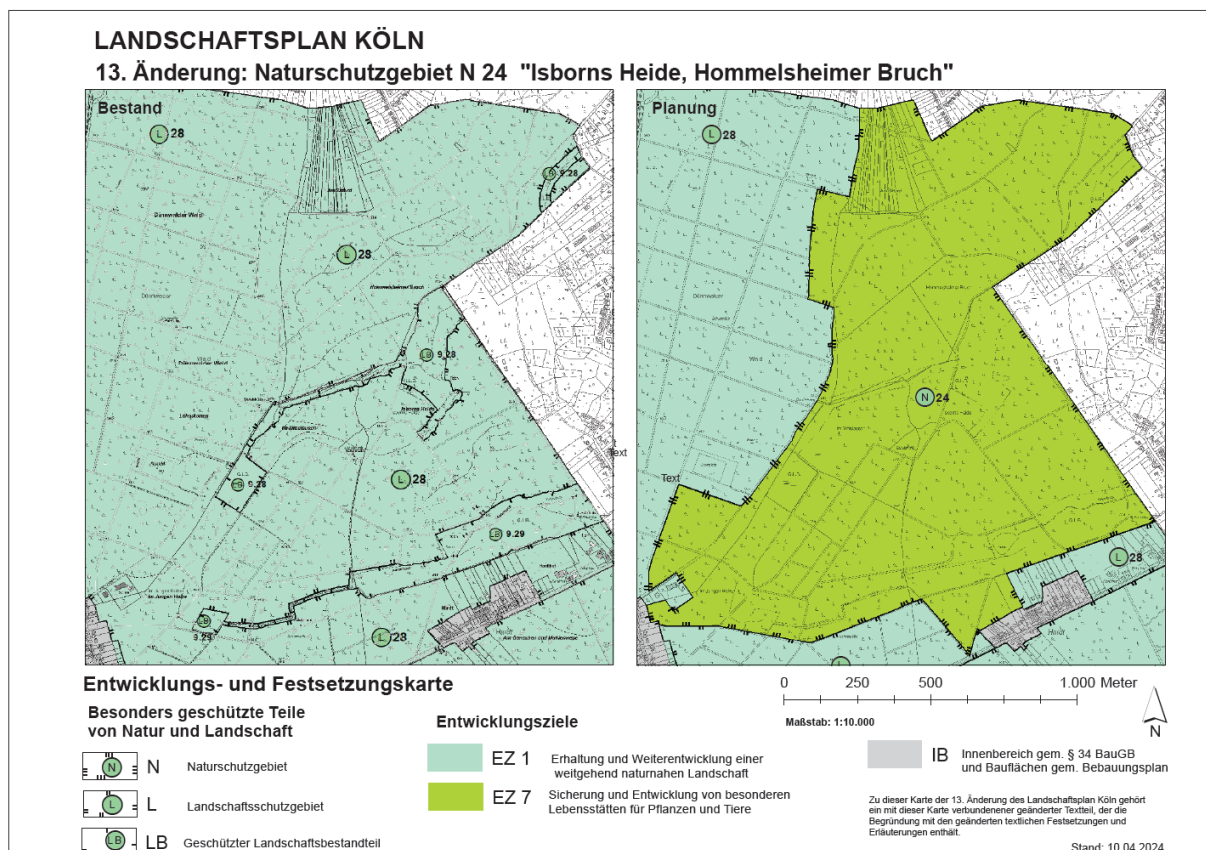 LANDSCHAFTSPLAN KÖLN
13. Änderung: Naturschutzgebiet N 24 "Isborns Heide, Hommelsheimer Bruch"
Bestand
L 28
LB 9.28
L 28
Hommelsheimer Bruch
LB 9.28
LB 9.28
L 28
LB 9.29
LB
9.29
L 28
Text
Planung
L 28
N 24
Text
L 28
L
Entwicklungs- und Festsetzungskarte
Besonders geschützte Teile
von Natur und Landschaft
N N Naturschutzgebiet
L L Landschaftsschutzgebiet
LB LB Geschützter Landschaftsbestandteil
Entwicklungsziele
EZ 1 Erhaltung und Weiterentwicklung einer
weitgehend naturnahen Landschaft
EZ 7 Sicherung und Entwicklung von besonderen
Lebensstätten für Pflanzen und Tiere
0 250 500 1.000 Meter
Maßstab: 1:10.000
N
IB Innenbereich gem. § 34 BauGB
und Bauflächen gem. Bebauungsplan
Zu dieser Karte der 13. Änderung des Landschaftsplan Köln gehört
ein mit dieser Karte verbundener geänderter Textteil, der die
Begründung mit den geänderten textlichen Festsetzungen und
Erläuterungen enthält.
Stand: 10.04.2024